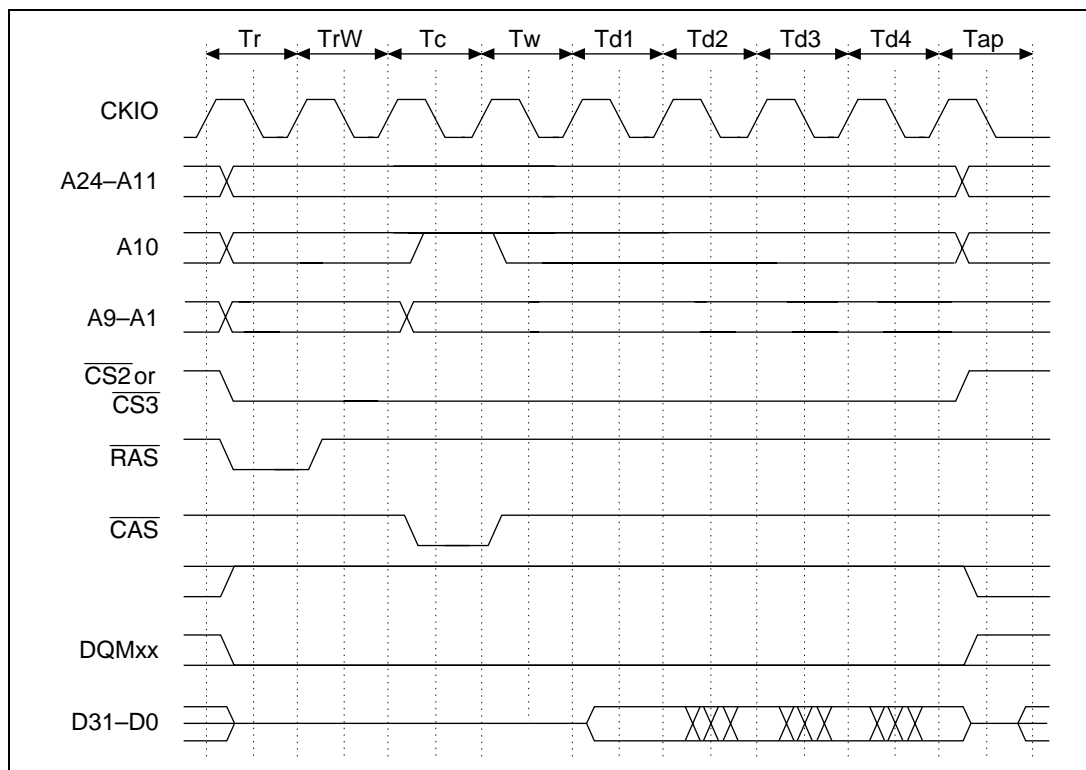 Tr TrW Tc Tw Td1 Td2 Td3 Td4 Tap
CKIO
A24–A11
A10
A9–A1
CS2 or
CS3
RAS
CAS
DQMxx
D31–D0